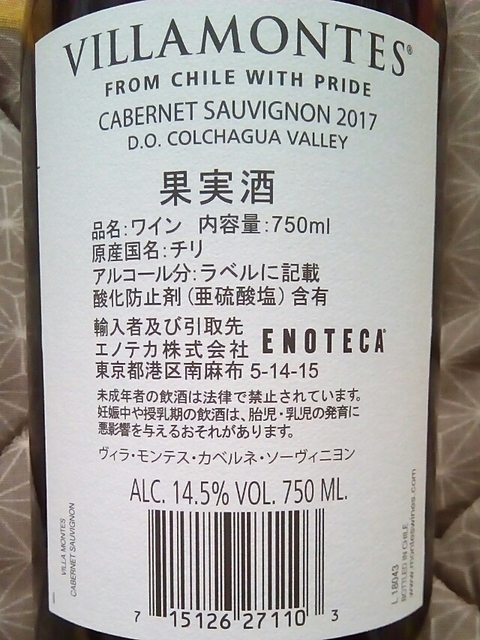 VILLAMONTES®
FROM CHILE WITH PRIDE
CABERNET SAUVIGNON 2017
D.O. COLCHAGUA VALLEY
果実酒
品名:ワイン 内容量:750ml
原産国名:チリ
アルコール分:ラベルに記載
酸化防止剤(亜硫酸塩)含有
輸入者及び引取先
エノテカ株式会社 ENOTECA
東京都港区南麻布 5-14-15
未成年者の飲酒は法律で禁止されています。
妊娠中や授乳期の飲酒は、胎児・乳児の発育に
悪影響を与えるおそれがあります。
ヴィラ・モンテス・カベルネ・ソーヴィニヨン
ALC. 14.5% VOL. 750 ML.
VILLA MONTES
CABERNET SAUVIGNON
L 18043
BOTTLED IN CHILE
www.monteswines.com
7 15126 27110 3